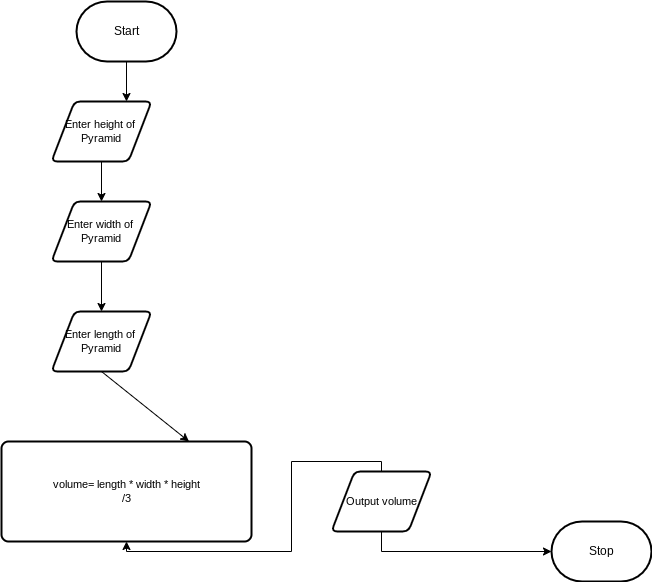 Start
Enter height of
Pyramid
Enter width of
Pyramid
Enter length of
Pyramid
volume= length * width * height
/3
Output volume
Stop